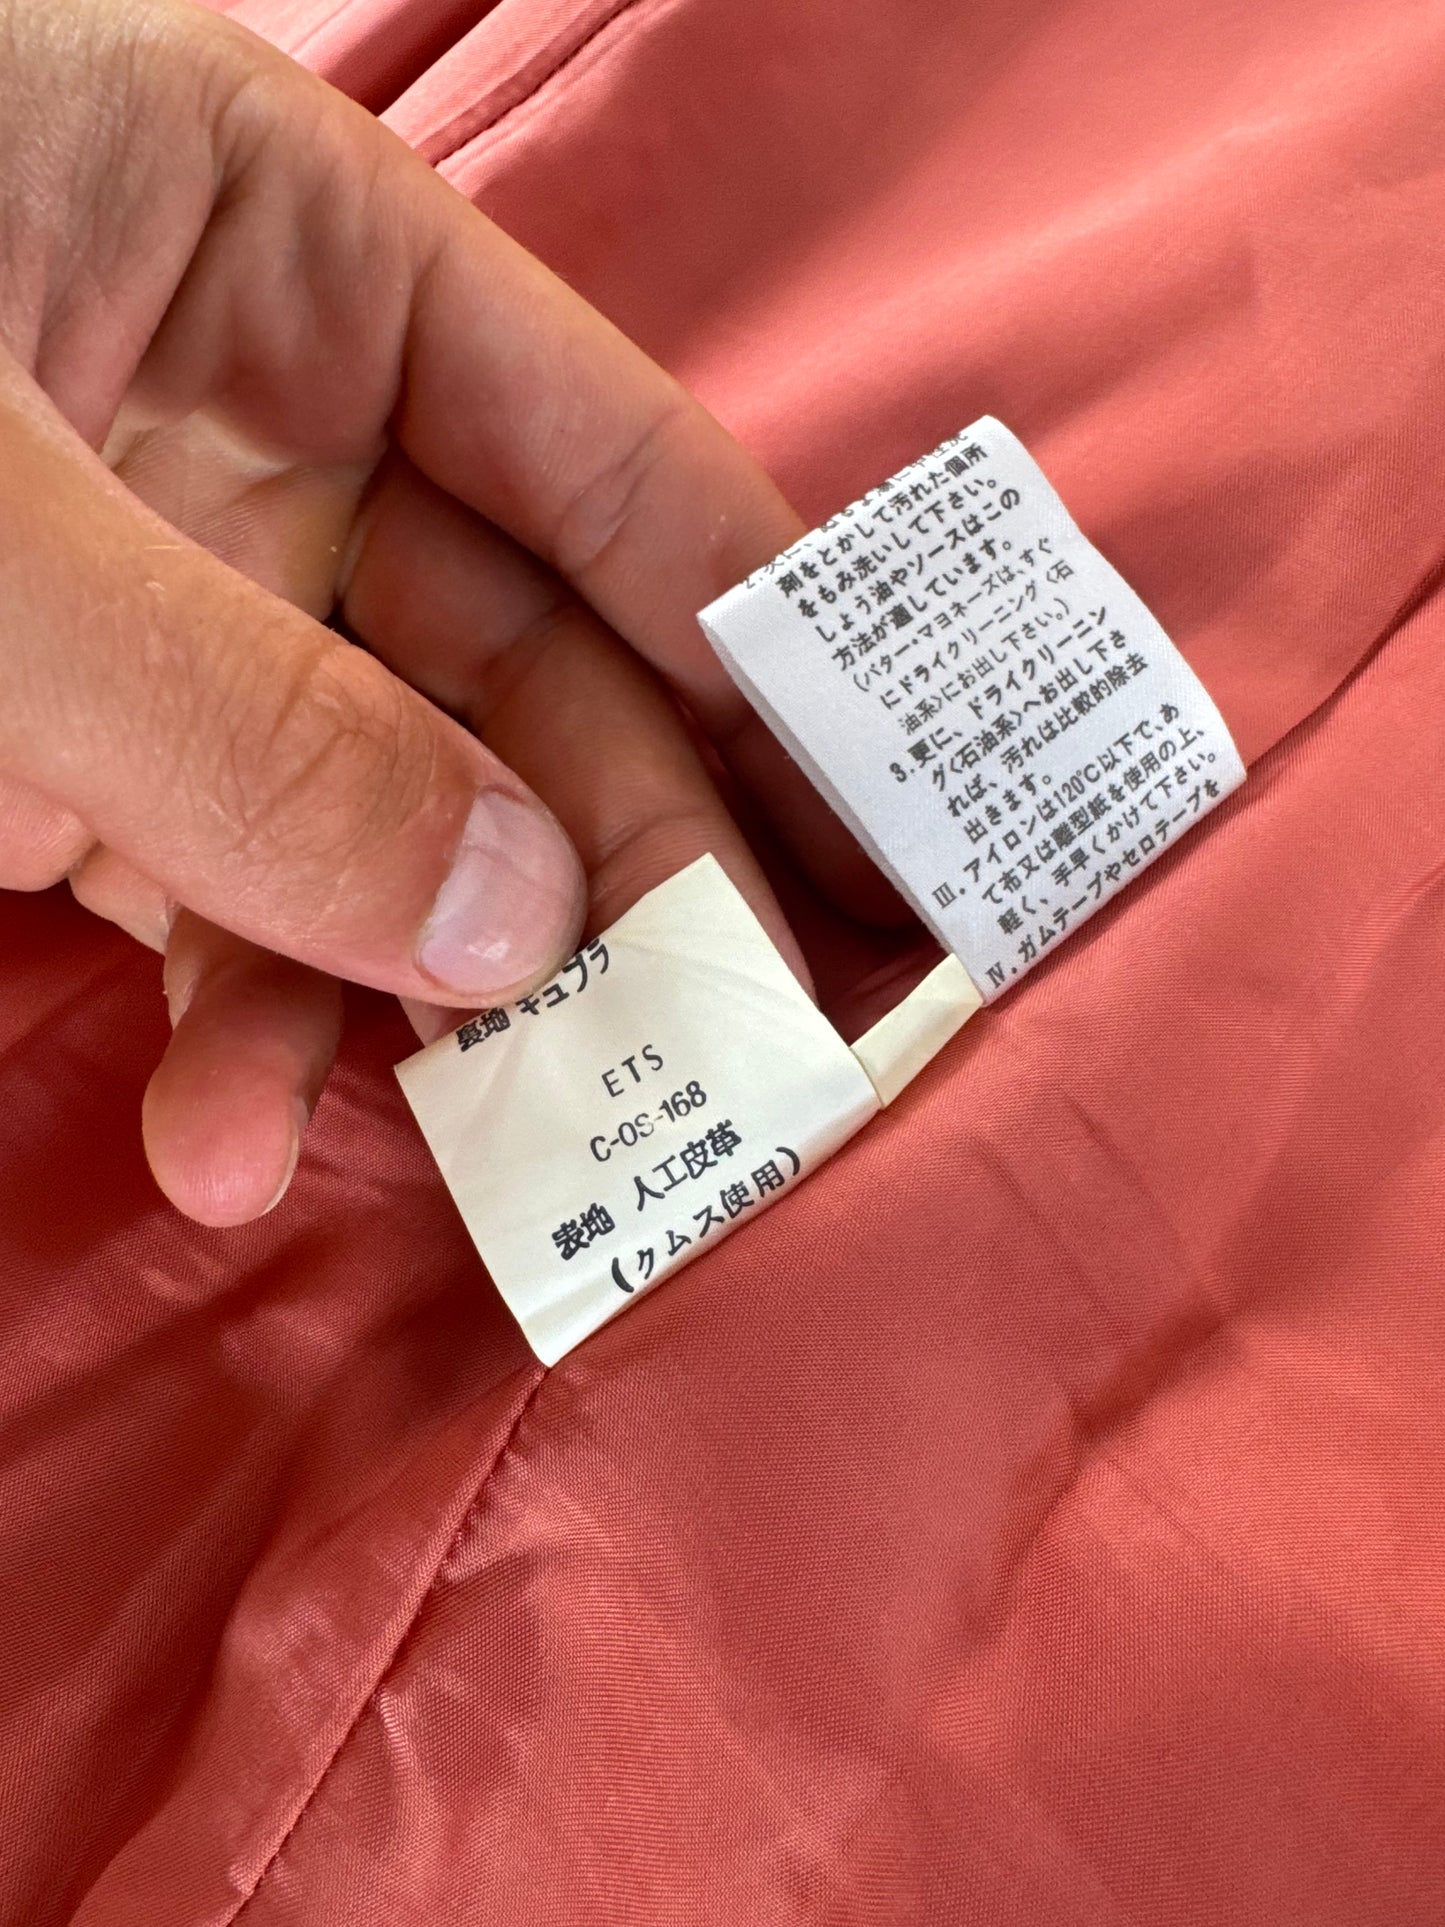 剤をとかして汚れた個所
をもみ洗いして下さい。
しょう油やソースはこの
方法が適しています。
(バター・マヨネーズは、すぐ
にドライクリーニング〈石
油系〉にお出し下さい。)
3.更に、ドライクリーニン
グ〈石油系〉へお出し下さ
れば、汚れは比較的除去
出きます。
III.アイロンは120℃以下で、あ
て布又は離型紙を使用の上、
軽く、手早くかけて下さい。
IV.ガムテープやセロテープを
裏地 キュプラ
ETS
C-OS-168
表地 人工皮革
(クムス使用)